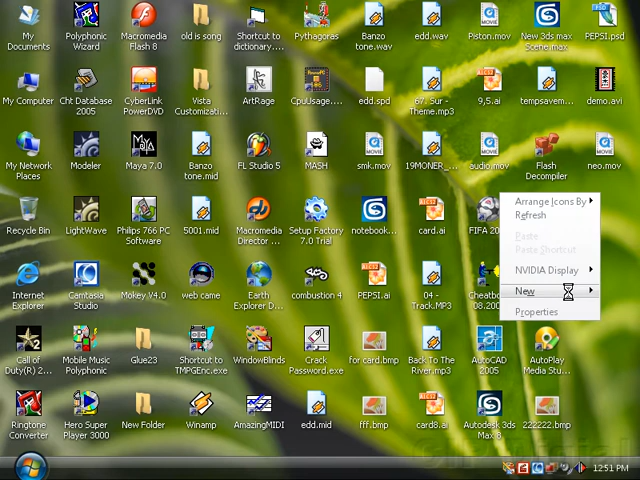 My Documents
Polyphonic Wizard
Macromedia Flash 8
old is song
Shortcut to dictionary....
Pythagoras
Banzo tone.wav
edd.wav
Piston.mov
New 3ds max Scene.max
PEPSI.psd
My Computer
Cht Database 2005
CyberLink PowerDVD
Vista Customization...
ArtRage
CpuUsage....
edd.spd
67. Sur - Theme.mp3
9,5.ai
tempsavem...
demo.avi
My Network Places
Modeler
Maya 7.0
Banzo tone.mid
FL Studio 5
MASH
smk.mov
19MONER_...
audio.mov
Flash Decompiler
neo.mov
Recycle Bin
LightWave
Philips 766 PC Software
5001.mid
Macromedia Director ...
Setup Factory 7.0 Trial
notebook...
card.ai
FIFA 20
Arrange Icons By
Refresh
Paste
Paste Shortcut
NVIDIA Display
New
Properties
Internet Explorer
Camtasia Studio
Mokey V4.0
web came
Earth Explorer D...
combustion 4
PEPSI.ai
04 - Track.MP3
Cheatbo
08.200
Call of Duty(R) 2...
Mobile Music Polyphonic
Glue23
Shortcut to TMPGEnc.exe
WindowBlinds
Crack Password.exe
for card.bmp
Back To The River.mp3
AutoCAD 2005
AutoPlay Media Stu...
Ringtone Converter
Hero Super Player 3000
New Folder
Winamp
AmazingMIDI
edd.mid
fff.bmp
card8.ai
Autodesk 3ds Max 8
222222.bmp
12:51 PM